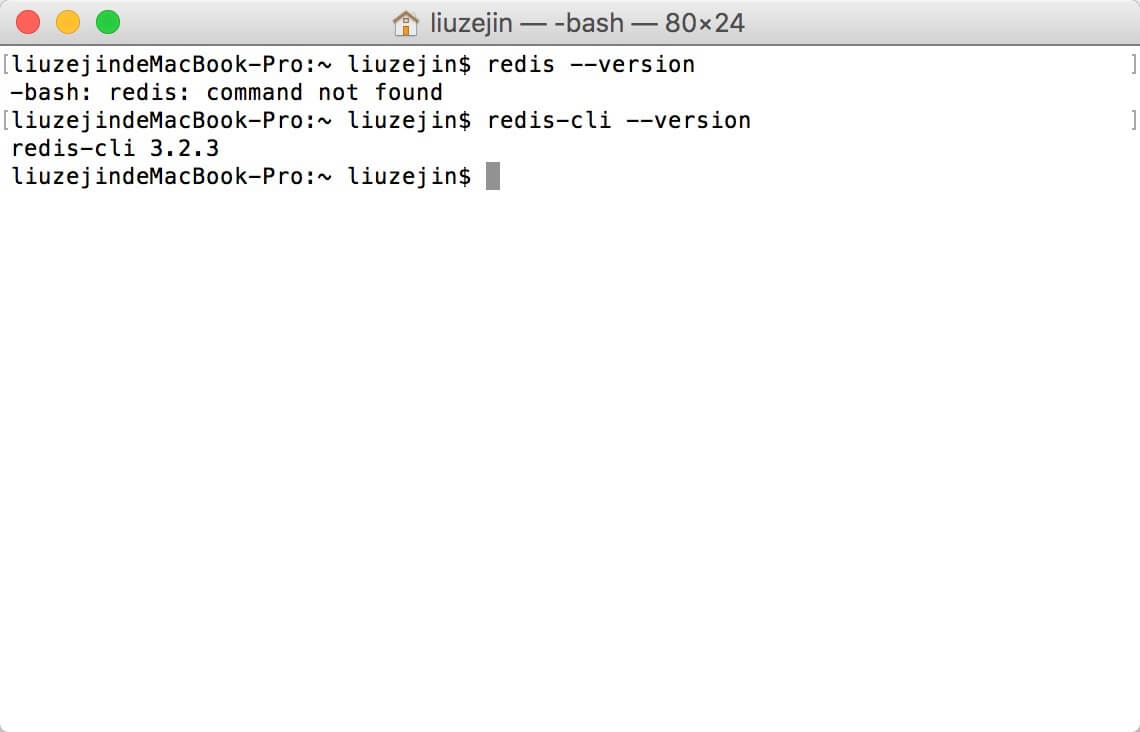 liuzejin — -bash — 80×24
[liuzejindeMacBook-Pro:~ liuzejin$ redis --version ]
-bash: redis: command not found
[liuzejindeMacBook-Pro:~ liuzejin$ redis-cli --version ]
redis-cli 3.2.3
liuzejindeMacBook-Pro:~ liuzejin$